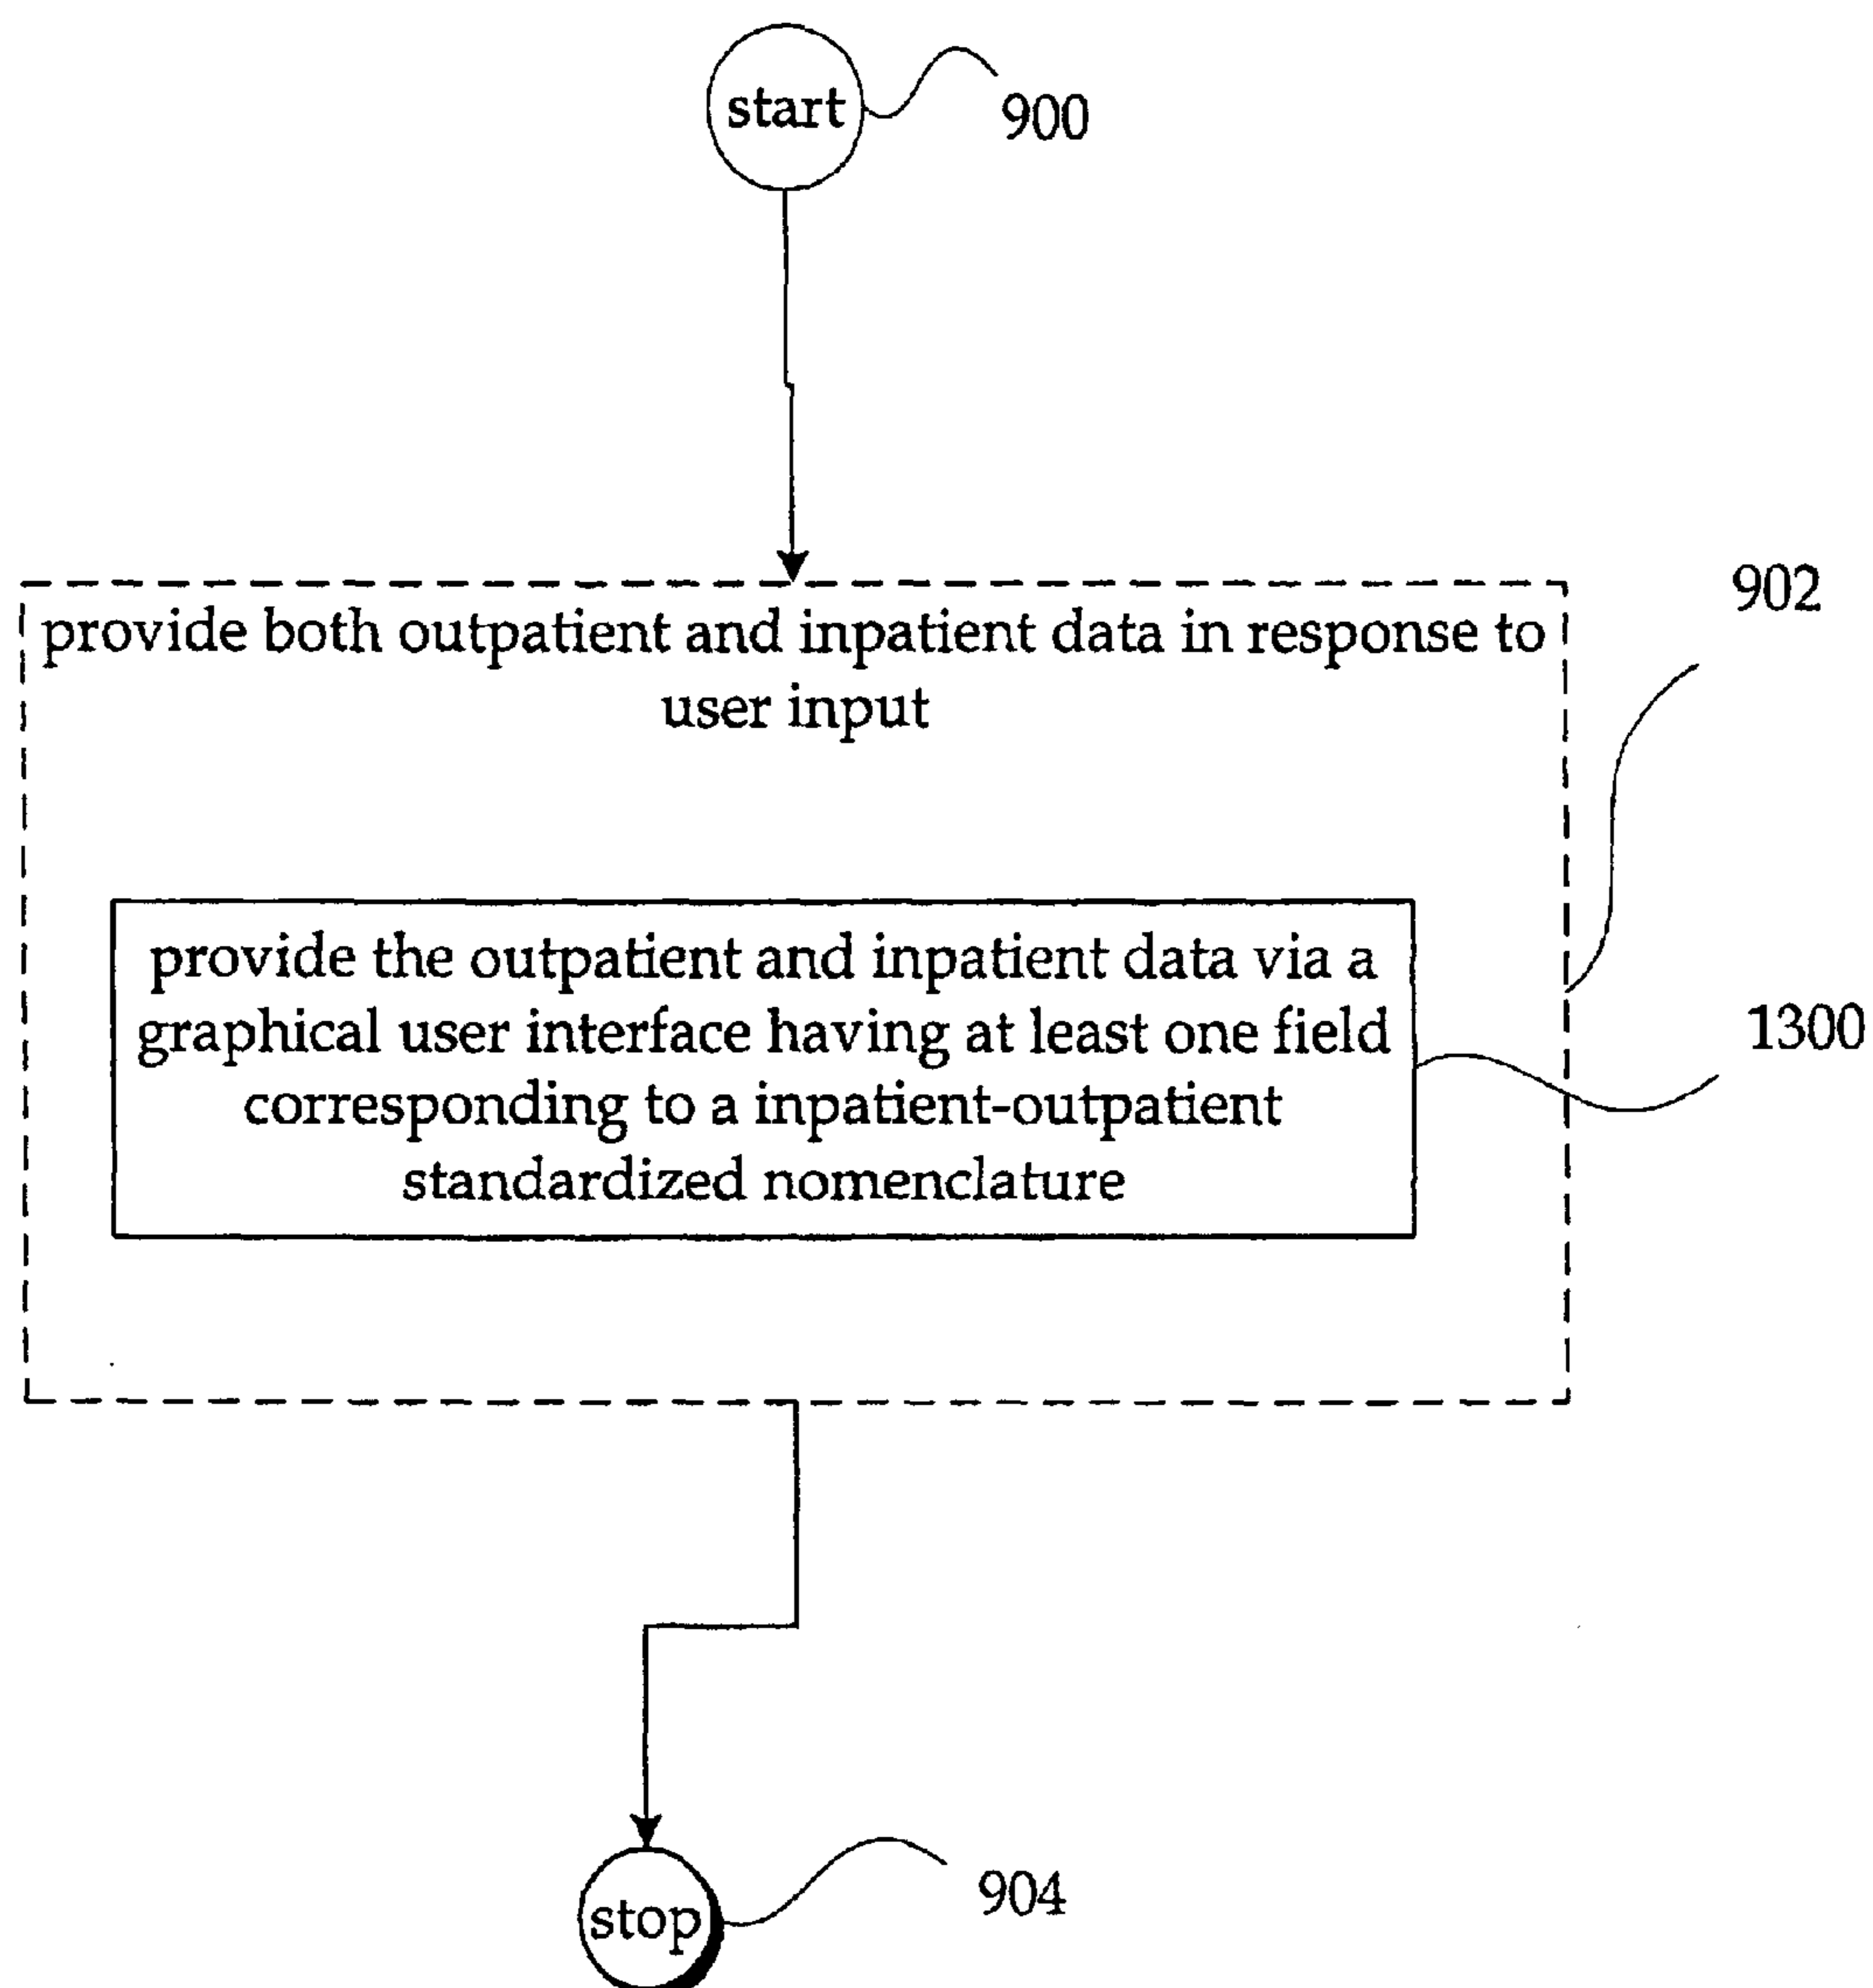 start
900
902
provide both outpatient and inpatient data in response to
user input
provide the outpatient and inpatient data via a
graphical user interface having at least one field
corresponding to a inpatient-outpatient
standardized nomenclature
1300
stop
904